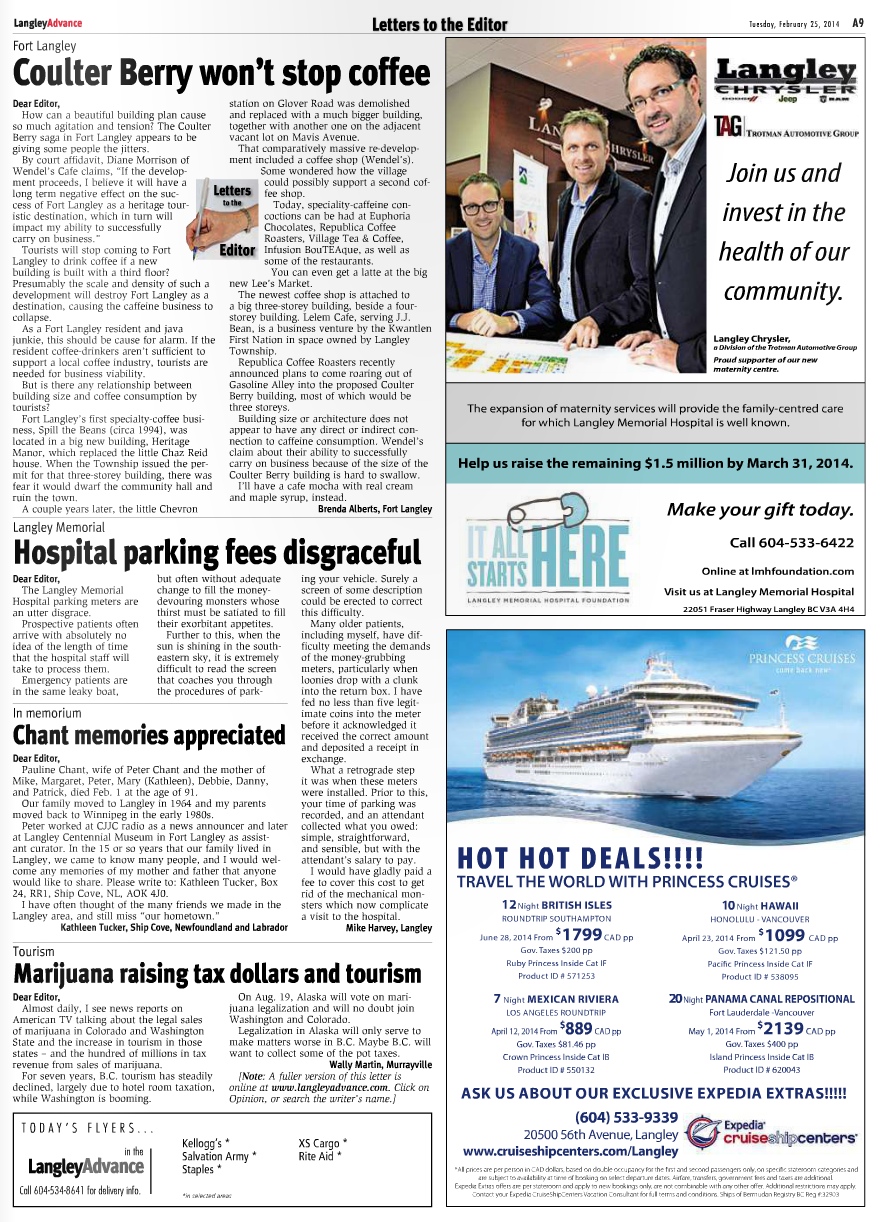 LangleyAdvance
Letters to the Editor
Tuesday, February 25, 2014 A9
Fort Langley
Coulter Berry won't stop coffee
Dear Editor,
How can a beautiful building plan cause
so much agitation and tension? The Coulter
Berry saga in Fort Langley appears to be
giving some people the jitters.
By court affidavit, Diane Morrison of
Wendel's Cafe claims, "If the develop-
ment proceeds, I believe it will have a
long term negative effect on the suc-
cess of Fort Langley as a heritage tour-
istic destination, which in turn will
impact my ability to successfully
carry on business."
Tourists will stop coming to Fort
Langley to drink coffee if a new
building is built with a third floor?
Presumably the scale and density of such a
development will destroy Fort Langley as a
destination, causing the caffeine business to
collapse.
As a Fort Langley resident and java
junkie, this should be cause for alarm. If the
resident coffee-drinkers aren't sufficient to
support a local coffee industry, tourists are
needed for business viability.
But is there any relationship between
building size and coffee consumption by
tourists?
Fort Langley's first specialty-coffee busi-
ness, Spill the Beans (circa 1994), was
located in a big new building, Heritage
Manor, which replaced the little Chaz Reid
house. When the Township issued the per-
mit for that three-storey building, there was
fear it would dwarf the community hall and
ruin the town.
A couple years later, the little Chevron
station on Glover Road was demolished
and replaced with a much bigger building,
together with another one on the adjacent
vacant lot on Mavis Avenue.
That comparatively massive re-develop-
ment included a coffee shop (Wendel's).
Some wondered how the village
could possibly support a second cof-
fee shop.
Today, speciality-caffeine con-
coctions can be had at Euphoria
Chocolates, Republica Coffee
Roasters, Village Tea & Coffee,
Infusion BouTEAque, as well as
some of the restaurants.
You can even get a latte at the big
new Lee's Market.
The newest coffee shop is attached to
a big three-storey building, beside a four-
storey building. Lelem Cafe, serving J.J.
Bean, is a business venture by the Kwantlen
First Nation in space owned by Langley
Township.
Republica Coffee Roasters recently
announced plans to come roaring out of
Gasoline Alley into the proposed Coulter
Berry building, most of which would be
three storeys.
Building size or architecture does not
appear to have any direct or indirect con-
nection to caffeine consumption. Wendel's
claim about their ability to successfully
carry on business because of the size of the
Coulter Berry building is hard to swallow.
I'll have a cafe mocha with real cream
and maple syrup, instead.
Brenda Alberts, Fort Langley
Letters
to the
Editor
Langley Memorial
Hospital parking fees disgraceful
Dear Editor,
The Langley Memorial
Hospital parking meters are
an utter disgrace.
Prospective patients often
arrive with absolutely no
idea of the length of time
that the hospital staff will
take to process them.
Emergency patients are
in the same leaky boat,
but often without adequate
change to fill the money-
devouring monsters whose
thirst must be satiated to fill
their exorbitant appetites.
Further to this, when the
sun is shining in the south-
eastern sky, it is extremely
difficult to read the screen
that coaches you through
the procedures of park-
ing your vehicle. Surely a
screen of some description
could be erected to correct
this difficulty.
Many older patients,
including myself, have dif-
ficulty meeting the demands
of the money-grubbing
meters, particularly when
loonies drop with a clunk
into the return box. I have
fed no less than five legit-
imate coins into the meter
before it acknowledged it
received the correct amount
and deposited a receipt in
exchange.
What a retrograde step
it was when these meters
were installed. Prior to this,
your time of parking was
recorded, and an attendant
collected what you owed:
simple, straightforward,
and sensible, but with the
attendant's salary to pay.
I would have gladly paid a
fee to cover this cost to get
rid of the mechanical mon-
sters which now complicate
a visit to the hospital.
Mike Harvey, Langley
In memorium
Chant memories appreciated
Dear Editor,
Pauline Chant, wife of Peter Chant and the mother of
Mike, Margaret, Peter, Mary (Kathleen), Debbie, Danny,
and Patrick, died Feb. 1 at the age of 91.
Our family moved to Langley in 1964 and my parents
moved back to Winnipeg in the early 1980s.
Peter worked at CJJC radio as a news announcer and later
at Langley Centennial Museum in Fort Langley as assist-
ant curator. In the 15 or so years that our family lived in
Langley, we came to know many people, and I would wel-
come any memories of my mother and father that anyone
would like to share. Please write to: Kathleen Tucker, Box
24, RR1, Ship Cove, NL, AOK 4J0.
I have often thought of the many friends we made in the
Langley area, and still miss "our hometown."
Kathleen Tucker, Ship Cove, Newfoundland and Labrador
Tourism
Marijuana raising tax dollars and tourism
Dear Editor,
Almost daily, I see news reports on
American TV talking about the legal sales
of marijuana in Colorado and Washington
State and the increase in tourism in those
states – and the hundred of millions in tax
revenue from sales of marijuana.
For seven years, B.C. tourism has steadily
declined, largely due to hotel room taxation,
while Washington is booming.
On Aug. 19, Alaska will vote on mari-
juana legalization and will no doubt join
Washington and Colorado.
Legalization in Alaska will only serve to
make matters worse in B.C. Maybe B.C. will
want to collect some of the pot taxes.
Wally Martin, Murrayville
[Note: A fuller version of this letter is
online at www.langleyadvance.com. Click on
Opinion, or search the writer's name.]
TODAY'S FLYERS...
in the
LangleyAdvance
Call 604-534-8641 for delivery info.
Kellogg's *
Salvation Army *
Staples *
*in selected areas
XS Cargo *
Rite Aid *
Langley
CHRYSLER
DODGE Jeep RAM
TAG TROTMAN AUTOMOTIVE GROUP
Join us and
invest in the
health of our
community.
Langley Chrysler,
a Division of the Trotman Automotive Group
Proud supporter of our new
maternity centre.
The expansion of maternity services will provide the family-centred care
for which Langley Memorial Hospital is well known.
Help us raise the remaining $1.5 million by March 31, 2014.
IT ALL
STARTS HERE
LANGLEY MEMORIAL HOSPITAL FOUNDATION
Make your gift today.
Call 604-533-6422
Online at lmhfoundation.com
Visit us at Langley Memorial Hospital
22051 Fraser Highway Langley BC V3A 4H4
PRINCESS CRUISES
come back new
HOT HOT DEALS!!!!
TRAVEL THE WORLD WITH PRINCESS CRUISES®
12 Night BRITISH ISLES
ROUNDTRIP SOUTHAMPTON
June 28, 2014 From $1799 CAD pp
Gov. Taxes $200 pp
Ruby Princess Inside Cat IF
Product ID # 571253
10 Night HAWAII
HONOLULU - VANCOUVER
April 23, 2014 From $1099 CAD pp
Gov. Taxes $121.50 pp
Pacific Princess Inside Cat IF
Product ID # 538095
7 Night MEXICAN RIVIERA
LOS ANGELES ROUNDTRIP
April 12, 2014 From $889 CAD pp
Gov. Taxes $81.46 pp
Crown Princess Inside Cat IB
Product ID # 550132
20 Night PANAMA CANAL REPOSITIONAL
Fort Lauderdale -Vancouver
May 1, 2014 From $2139 CAD pp
Gov. Taxes $400 pp
Island Princess Inside Cat IB
Product ID # 620043
ASK US ABOUT OUR EXCLUSIVE EXPEDIA EXTRAS!!!!!
(604) 533-9339
20500 56th Avenue, Langley
www.cruiseshipcenters.com/Langley
Expedia®
cruiseshipcenters®
*All prices are per person in CAD dollars, based on double occupancy for the first and second passengers only, on specific stateroom categories and
are subject to availability at time of booking on select departure dates. Airfare, transfers, government fees and taxes are additional.
Expedia Extras offers are per stateroom and apply to new bookings only, are not combinable with any other offer. Additional restrictions may apply.
Contact your Expedia CruiseShipCenters Vacation Consultant for full terms and conditions. Ships of Bermudan Registry BC Reg #32903